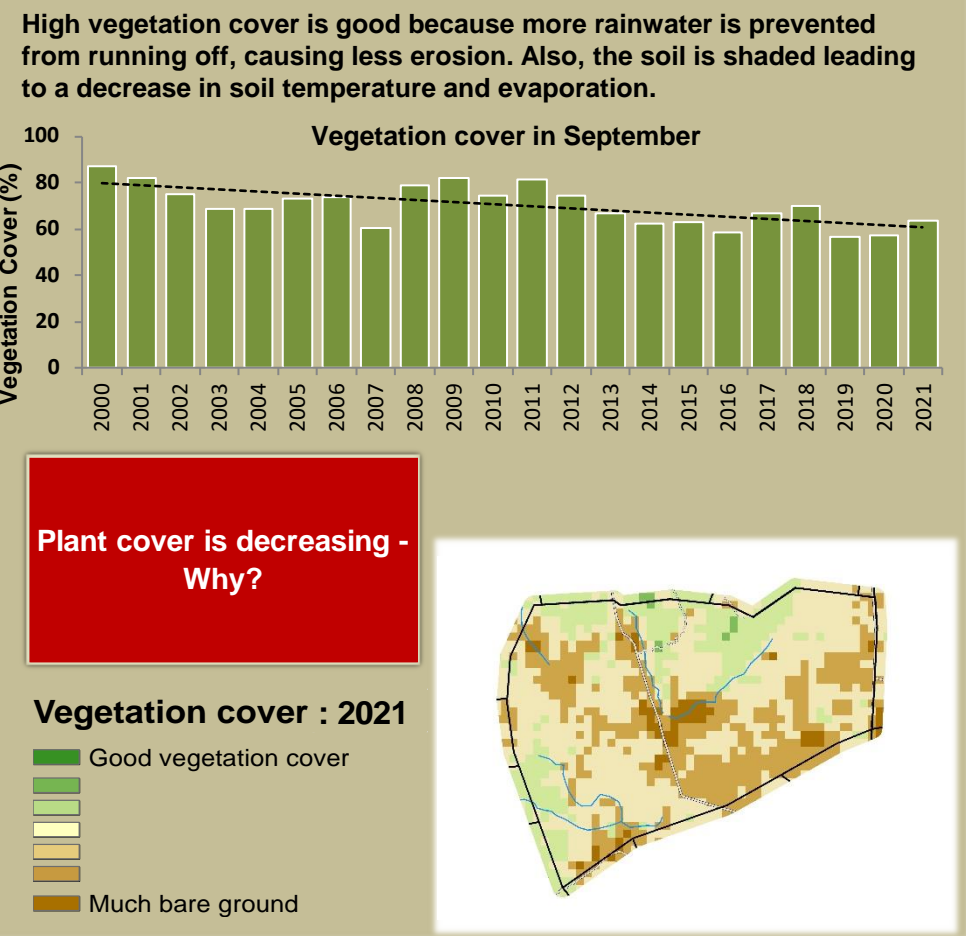 High vegetation cover is good because more rainwater is prevented
from running off, causing less erosion. Also, the soil is shaded leading
to a decrease in soil temperature and evaporation.
Vegetation cover in September
Vegetation Cover (%)
100
80
60
40
20
0
2000 2001 2002 2003 2004 2005 2006 2007 2008 2009 2010 2011 2012 2013 2014 2015 2016 2017 2018 2019 2020 2021
Plant cover is decreasing -
Why?
Vegetation cover : 2021
Good vegetation cover
Much bare ground